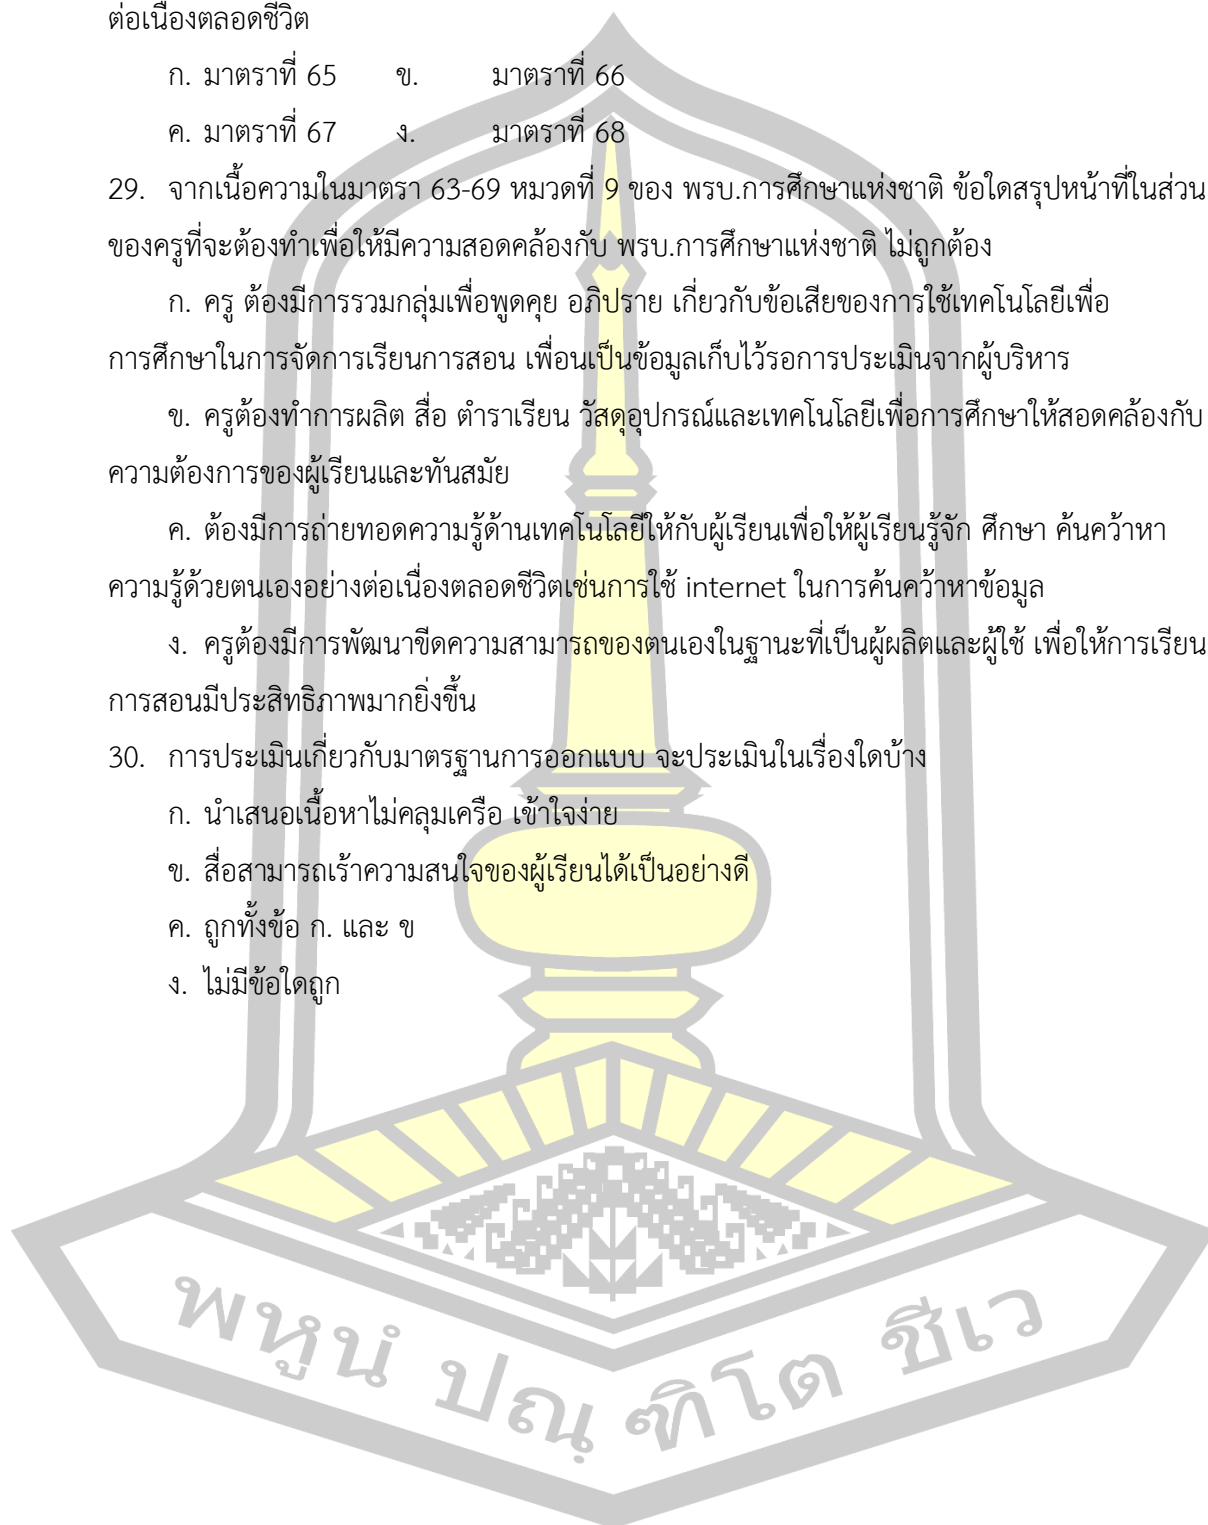 ต่อเนื่องตลอดชีวิต
ก. มาตราที่ 65 ข. มาตราที่ 66
ค. มาตราที่ 67 ง. มาตราที่ 68
29. จากเนื้อความในมาตรา 63-69 หมวดที่ 9 ของ พรบ.การศึกษาแห่งชาติ ข้อใดสรุปหน้าที่ในส่วน
ของครูที่จะต้องทำเพื่อให้มีความสอดคล้องกับ พรบ.การศึกษาแห่งชาติ ไม่ถูกต้อง
ก. ครู ต้องมีการรวมกลุ่มเพื่อพูดคุย อภิปราย เกี่ยวกับข้อเสียของการใช้เทคโนโลยีเพื่อ
การศึกษาในการจัดการเรียนการสอน เพื่อนเป็นข้อมูลเก็บไว้รอการประเมินจากผู้บริหาร
ข. ครูต้องทำการผลิต สื่อ ตำราเรียน วัสดุอุปกรณ์และเทคโนโลยีเพื่อการศึกษาให้สอดคล้องกับ
ความต้องการของผู้เรียนและทันสมัย
ค. ต้องมีการถ่ายทอดความรู้ด้านเทคโนโลยีให้กับผู้เรียนเพื่อให้ผู้เรียนรู้จัก ศึกษา ค้นคว้าหา
ความรู้ด้วยตนเองอย่างต่อเนื่องตลอดชีวิตเช่นการใช้ internet ในการค้นคว้าหาข้อมูล
ง. ครูต้องมีการพัฒนาขีดความสามารถของตนเองในฐานะที่เป็นผู้ผลิตและผู้ใช้ เพื่อให้การเรียน
การสอนมีประสิทธิภาพมากยิ่งขึ้น
30. การประเมินเกี่ยวกับมาตรฐานการออกแบบ จะประเมินในเรื่องใดบ้าง
ก. นำเสนอเนื้อหาไม่คลุมเครือ เข้าใจง่าย
ข. สื่อสามารถเร้าความสนใจของผู้เรียนได้เป็นอย่างดี
ค. ถูกทั้งข้อ ก. และ ข
ง. ไม่มีข้อใดถูก
พหูนํ ปณฺฑิโต ชีเว